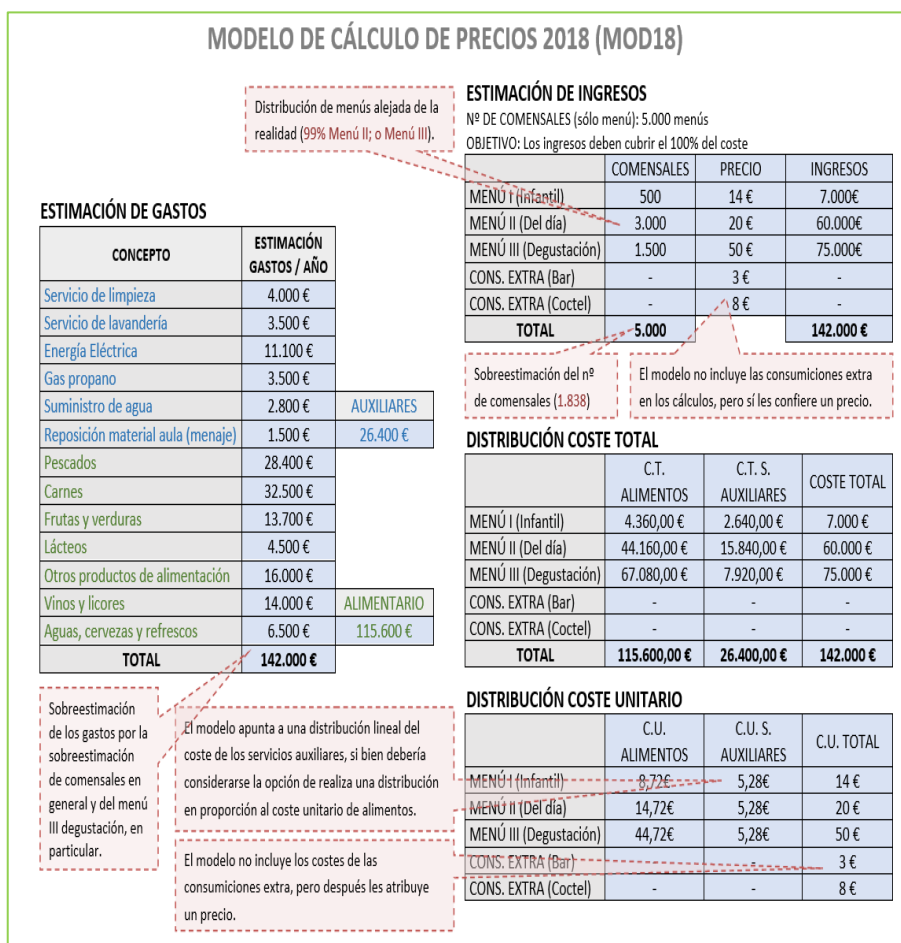 MODELO DE CÁLCULO DE PRECIOS 2018 (MOD18)
Distribución de menús alejada de la
realidad (99% Menú II; o Menú III).
ESTIMACIÓN DE INGRESOS
Nº DE COMENSALES (sólo menú): 5.000 menús
OBJETIVO: Los ingresos deben cubrir el 100% del coste
COMENSALES PRECIO INGRESOS
MENÚ I (Infantil) 500 14 € 7.000€
MENÚ II (Del día) 3.000 20 € 60.000€
MENÚ III (Degustación) 1.500 50 € 75.000€
CONS. EXTRA (Bar) - 3 € -
CONS. EXTRA (Coctel) - 8 € -
TOTAL 5.000 142.000 €
Sobreestimación del nº
de comensales (1.838)
El modelo no incluye las consumiciones extra
en los cálculos, pero sí les confiere un precio.
ESTIMACIÓN DE GASTOS
CONCEPTO ESTIMACIÓN
GASTOS / AÑO
Servicio de limpieza 4.000 €
Servicio de lavandería 3.500 €
Energía Eléctrica 11.100 €
Gas propano 3.500 €
Suministro de agua 2.800 € AUXILIARES
Reposición material aula (menaje) 1.500 € 26.400 €
Pescados 28.400 €
Carnes 32.500 €
Frutas y verduras 13.700 €
Lácteos 4.500 €
Otros productos de alimentación 16.000 €
Vinos y licores 14.000 € ALIMENTARIO
Aguas, cervezas y refrescos 6.500 € 115.600 €
TOTAL 142.000 €
DISTRIBUCIÓN COSTE TOTAL
C.T.
ALIMENTOS C.T. S.
AUXILIARES COSTE TOTAL
MENÚ I (Infantil) 4.360,00 € 2.640,00 € 7.000 €
MENÚ II (Del día) 44.160,00 € 15.840,00 € 60.000 €
MENÚ III (Degustación) 67.080,00 € 7.920,00 € 75.000 €
CONS. EXTRA (Bar) - - -
CONS. EXTRA (Coctel) - - -
TOTAL 115.600,00 € 26.400,00 € 142.000 €
Sobreestimación
de los gastos por la
sobreestimación
de comensales en
general y del menú
III degustación, en
particular.
El modelo apunta a una distribución lineal del
coste de los servicios auxiliares, si bien debería
considerarse la opción de realiza una distribución
en proporción al coste unitario de alimentos.
El modelo no incluye los costes de las
consumiciones extra, pero después les atribuye
un precio.
DISTRIBUCIÓN COSTE UNITARIO
C.U.
ALIMENTOS C.U. S.
AUXILIARES C.U. TOTAL
MENÚ I (Infantil) 8,72€ 5,28€ 14 €
MENÚ II (Del día) 14,72€ 5,28€ 20 €
MENÚ III (Degustación) 44,72€ 5,28€ 50 €
CONS. EXTRA (Bar) - 3 €
CONS. EXTRA (Coctel) - - 8 €